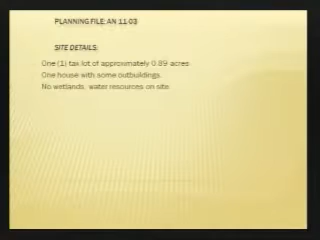 PLANNING FILE: AN 11-03
SITE DETAILS:
One (1) tax lot of approximately 0.89 acres
One house with some outbuildings.
No wetlands, water resources on site